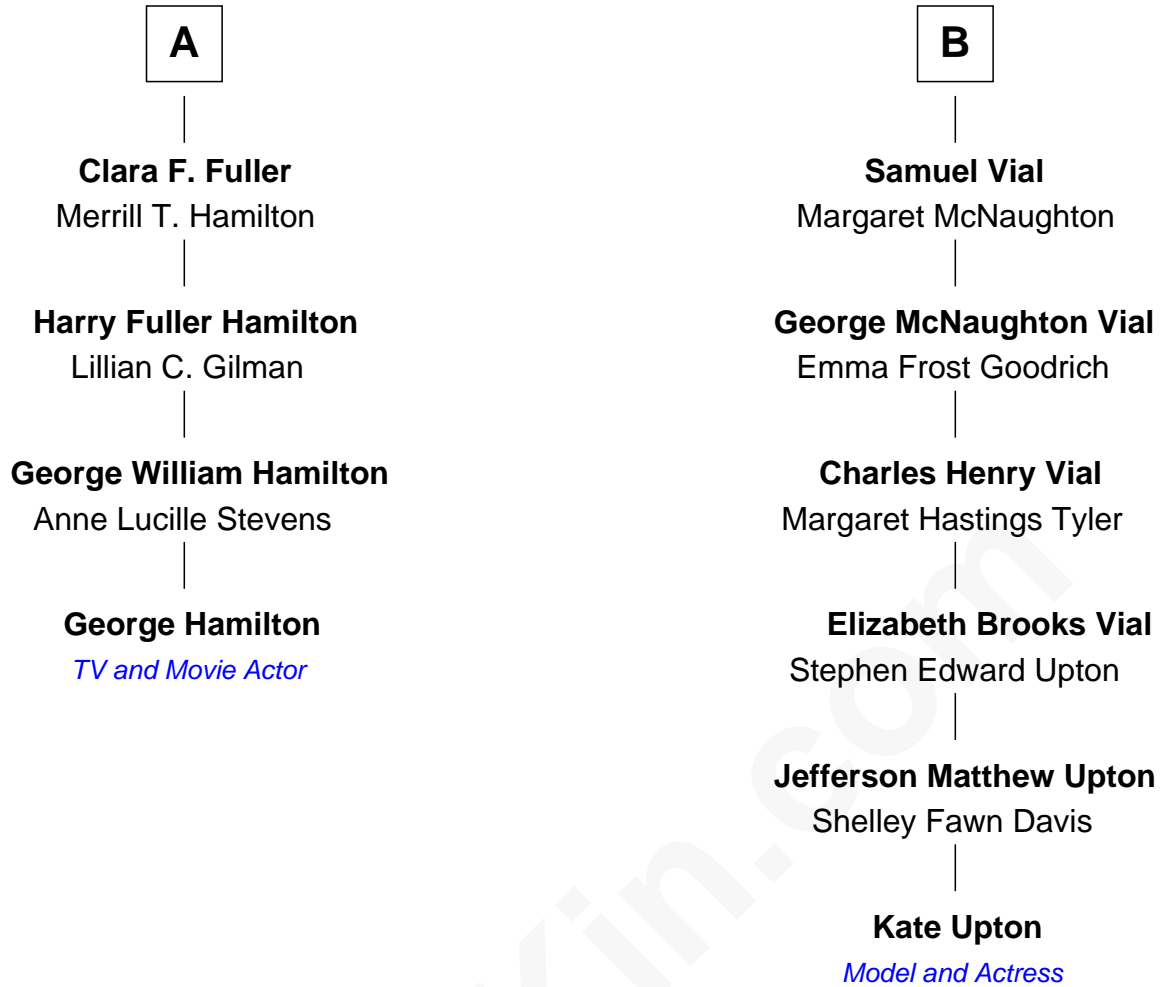 A
Clara F. Fuller
Merrill T. Hamilton
Harry Fuller Hamilton
Lillian C. Gilman
George William Hamilton
Anne Lucille Stevens
George Hamilton
TV and Movie Actor
B
Samuel Vial
Margaret McNaughton
George McNaughton Vial
Emma Frost Goodrich
Charles Henry Vial
Margaret Hastings Tyler
Elizabeth Brooks Vial
Stephen Edward Upton
Jefferson Matthew Upton
Shelley Fawn Davis
Kate Upton
Model and Actress
Kin.com